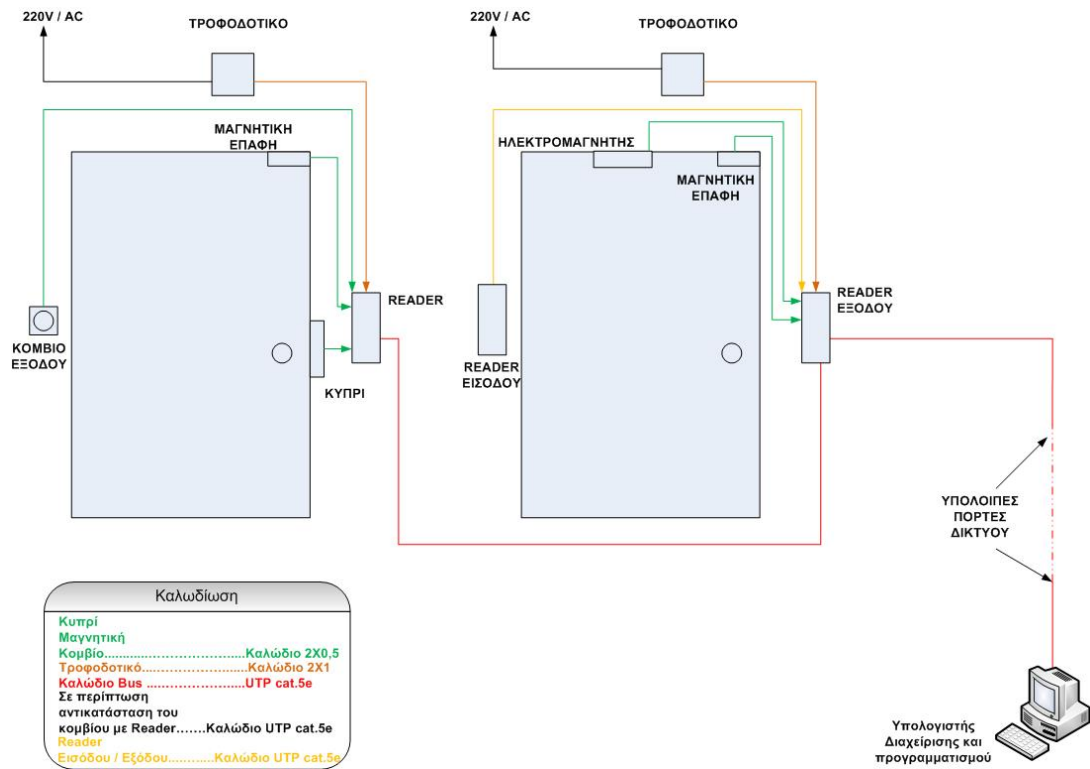 220V / AC
ΤΡΟΦΟΔΟΤΙΚΟ
220V / AC
ΤΡΟΦΟΔΟΤΙΚΟ
ΜΑΓΝΗΤΙΚΗ
ΕΠΑΦΗ
ΗΛΕΚΤΡΟΜΑΓΝΗΤΗΣ
ΜΑΓΝΗΤΙΚΗ
ΕΠΑΦΗ
READER
READER
ΕΞΟΔΟΥ
ΚΟΜΒΙΟ
ΕΞΟΔΟΥ
ΚΥΠΡΙ
READER
ΕΙΣΟΔΟΥ
ΥΠΟΛΟΙΠΕΣ
ΠΟΡΤΕΣ
ΔΙΚΤΥΟΥ
Καλωδίωση
Κυπρί
Μαγνητική
Κομβίο..............................Καλώδιο 2Χ0,5
Τροφοδοτικό.........................Καλώδιο 2Χ1
Καλώδιο Bus .........................UTP cat.5e
Σε περίπτωση
αντικατάσταση του
κομβίου με Reader.......Καλώδιο UTP cat.5e
Reader
Εισόδου / Εξόδου..........Καλώδιο UTP cat.5e
Υπολογιστής
Διαχείρισης και
προγραμματισμού